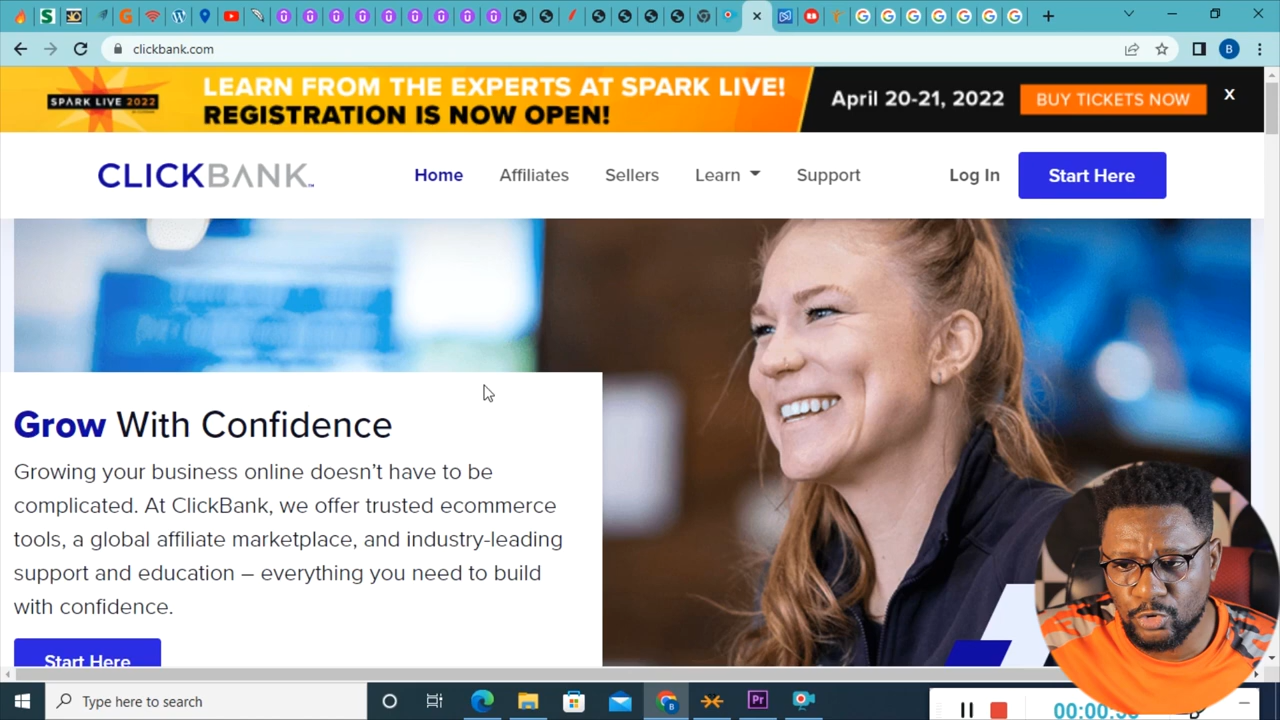 clickbank.com
B
SPARK LIVE 2022
LEARN FROM THE EXPERTS AT SPARK LIVE!
REGISTRATION IS NOW OPEN!
April 20-21, 2022
BUY TICKETS NOW
X
CLICKBANK
Home
Affiliates
Sellers
Learn
Support
Log In
Start Here
Grow With Confidence
Growing your business online doesn't have to be
complicated. At ClickBank, we offer trusted ecommerce
tools, a global affiliate marketplace, and industry-leading
support and education – everything you need to build
with confidence.
Start Here
Type here to search
B
Pr